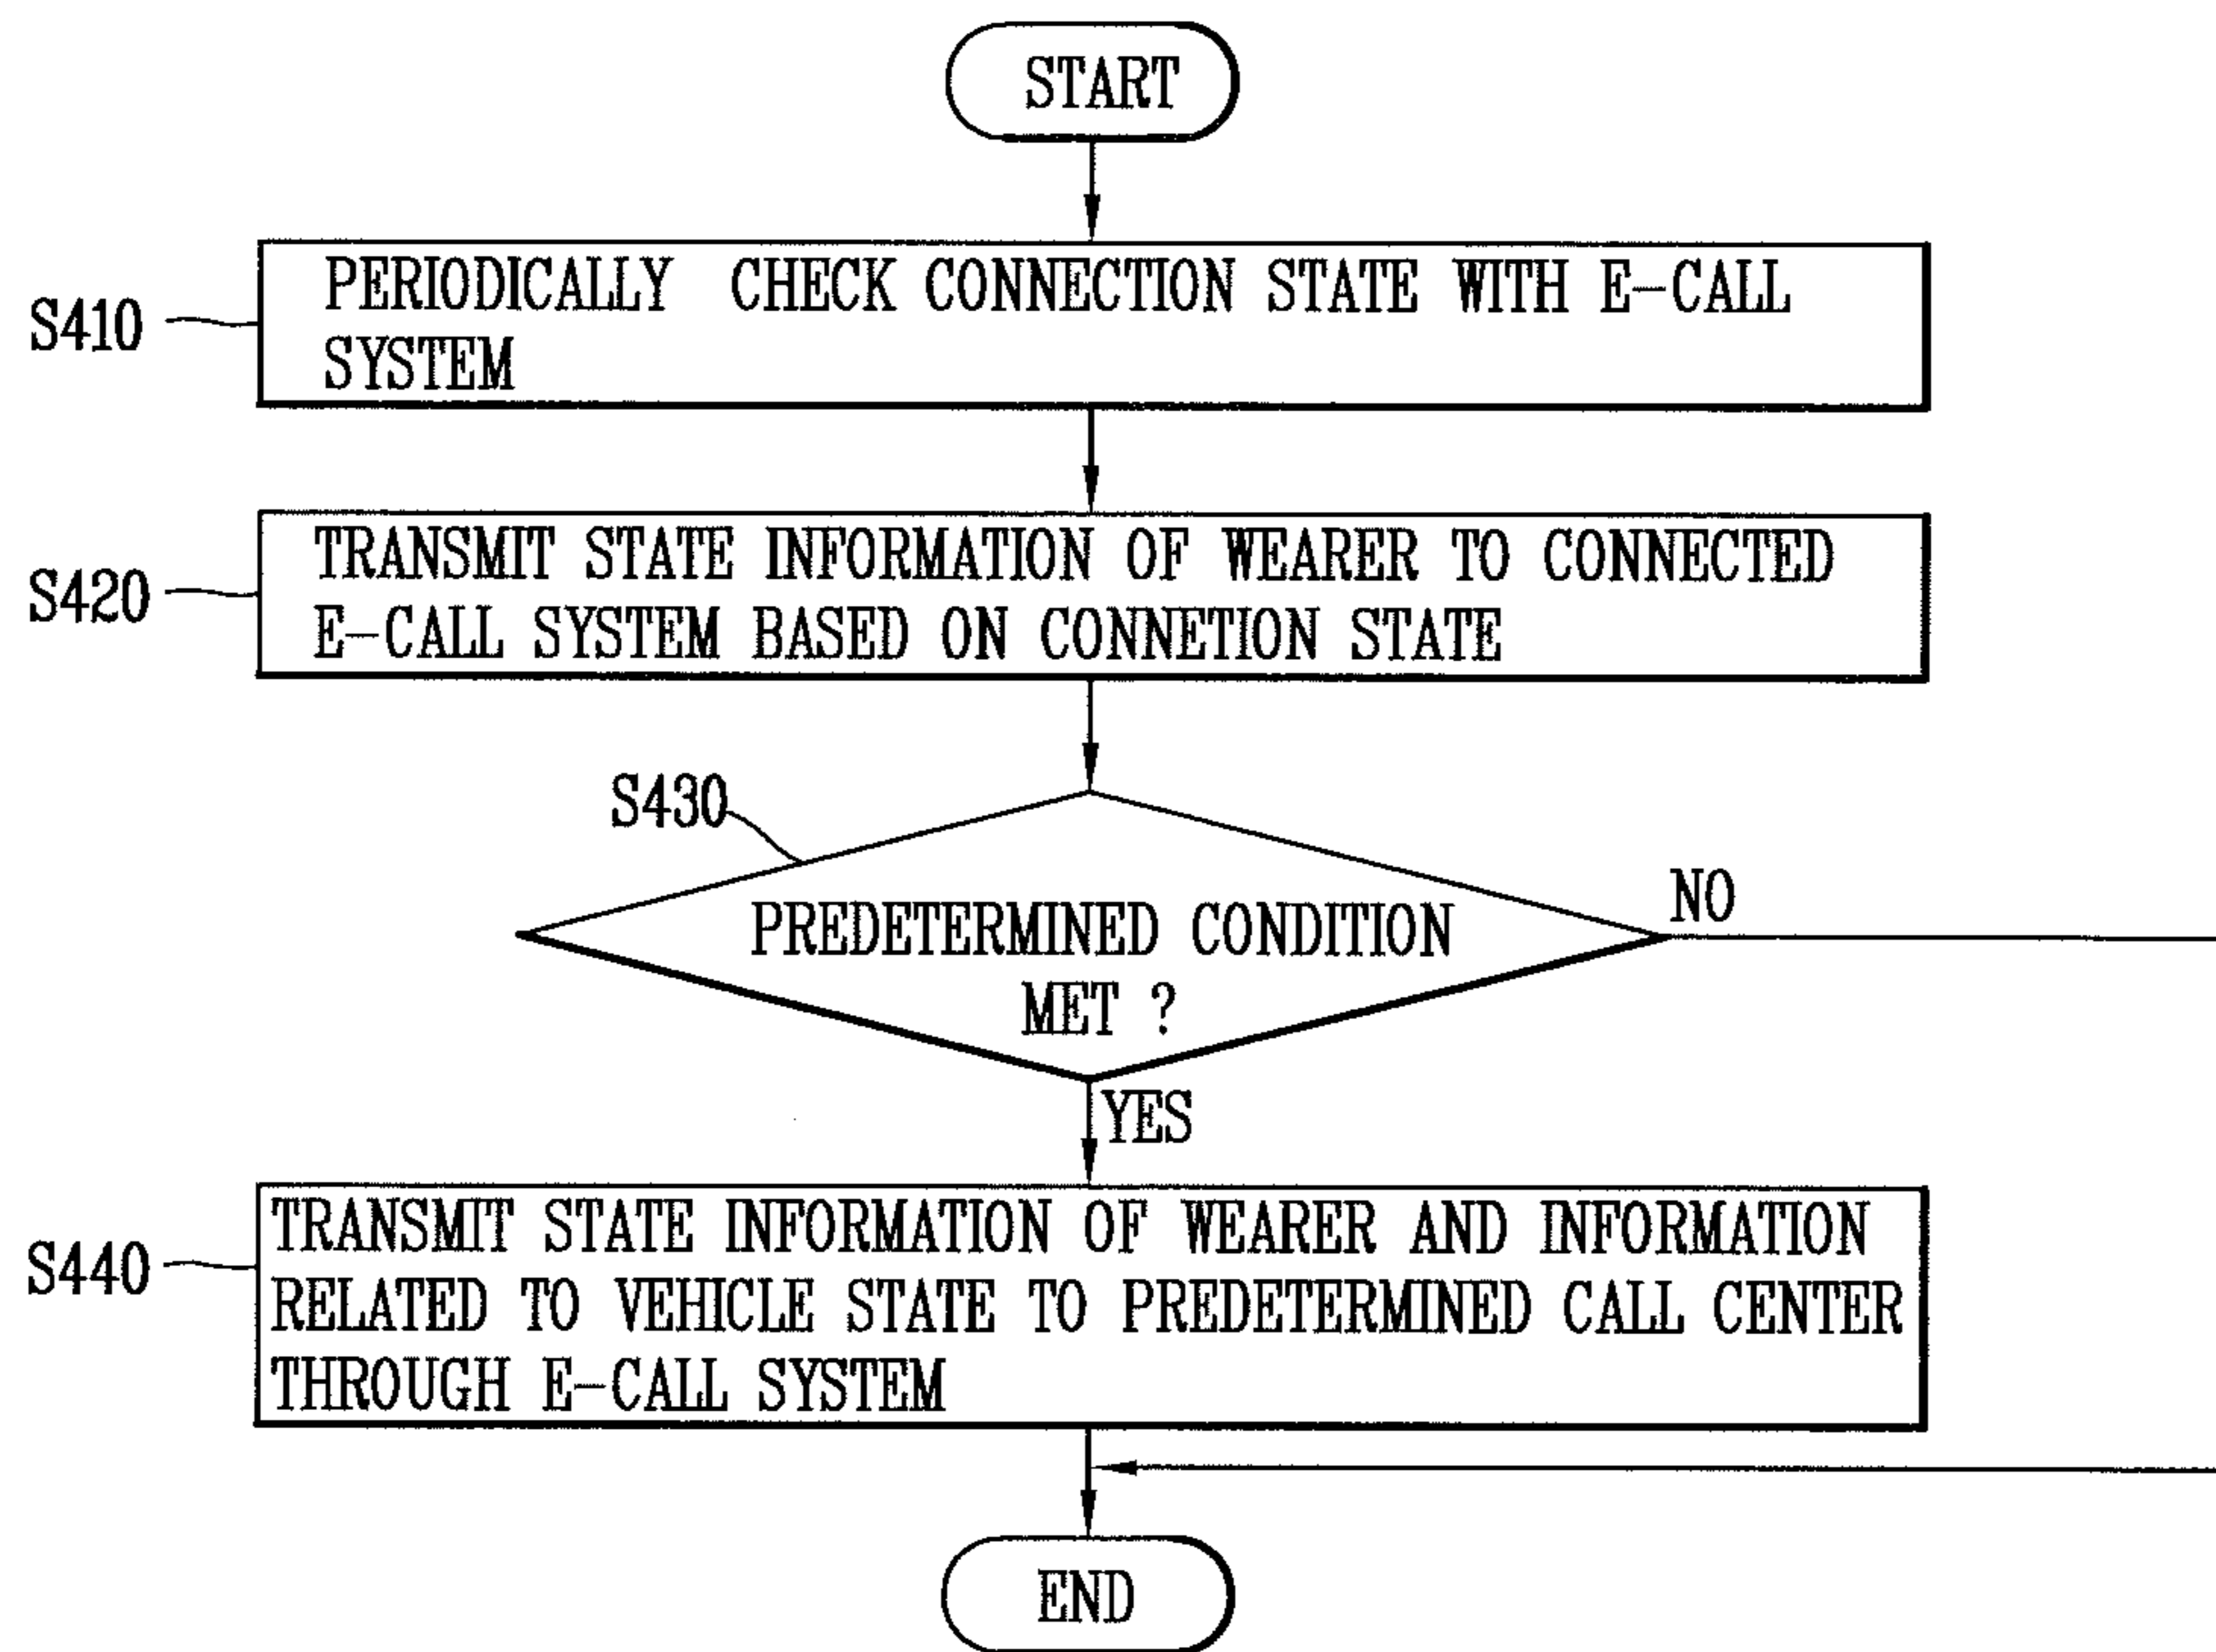 START
S410
PERIODICALLY CHECK CONNECTION STATE WITH E-CALL
SYSTEM
S420
TRANSMIT STATE INFORMATION OF WEARER TO CONNECTED
E-CALL SYSTEM BASED ON CONNETION STATE
S430
PREDETERMINED CONDITION
MET ?
NO
YES
S440
TRANSMIT STATE INFORMATION OF WEARER AND INFORMATION
RELATED TO VEHICLE STATE TO PREDETERMINED CALL CENTER
THROUGH E-CALL SYSTEM
END